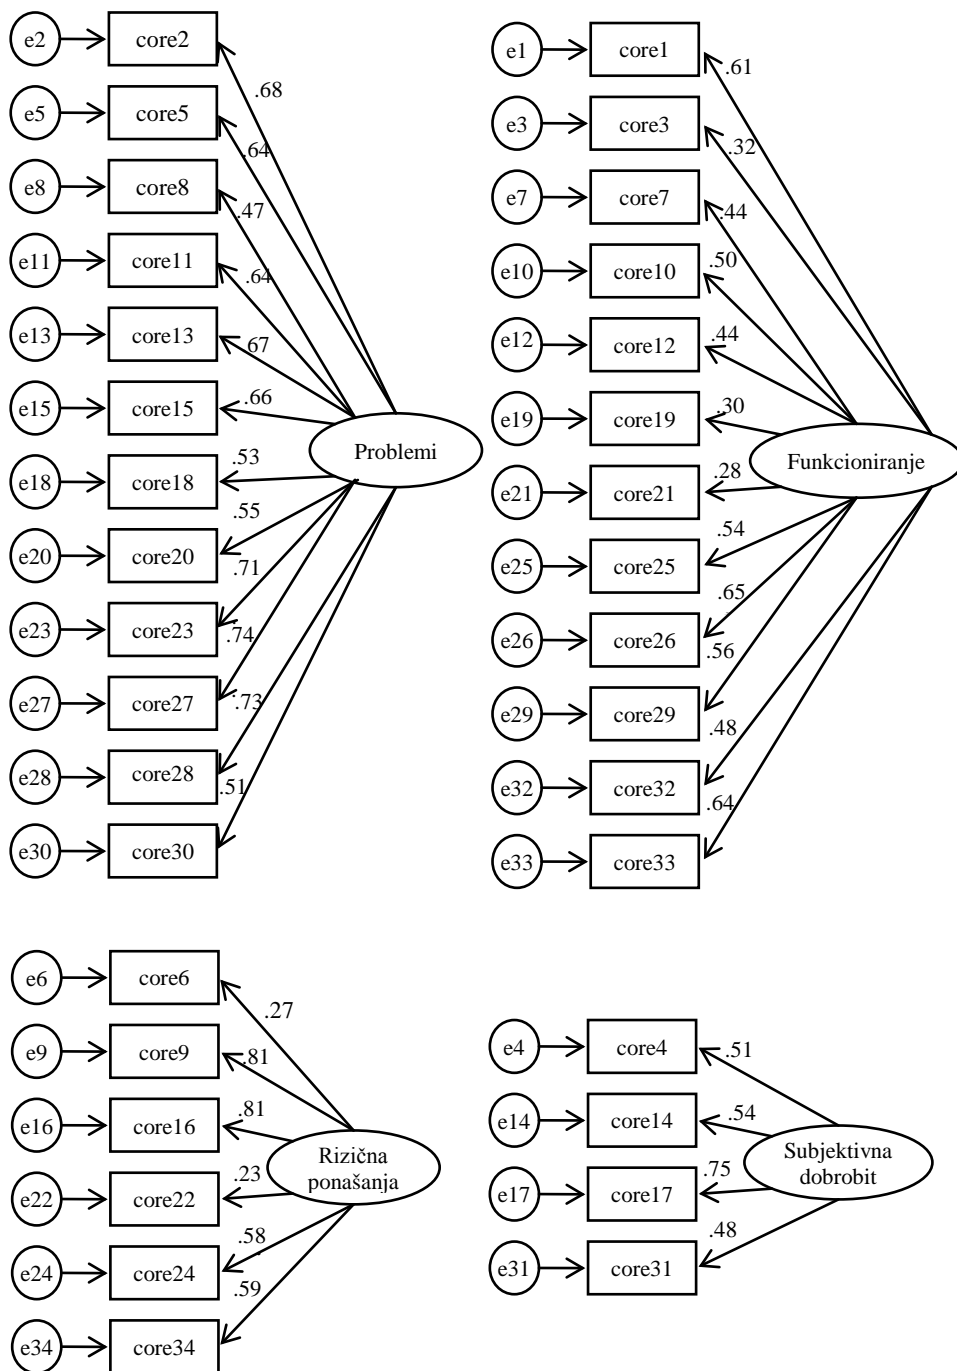 e2 core2
.68
e5 core5
.64
e8 core8
.47
e11 core11
.64
e13 core13
.67
e15 core15
.66
Problemi
e18 core18
.53
.55
e20 core20
.71
e23 core23
.74
e27 core27
.73
e28 core28
.51
e30 core30
e1 core1
.61
e3 core3
.32
e7 core7
.44
e10 core10
.50
e12 core12
.44
e19 core19
.30
Funkcioniranje
e21 core21
.28
e25 core25
.54
.65
e26 core26
.56
e29 core29
.48
e32 core32
.64
e33 core33
e6 core6
.27
e9 core9
.81
e16 core16
.81
Rizična
ponašanja
e22 core22
.23
e24 core24
.58
.59
e34 core34
e4 core4
.51
e14 core14
.54
Subjektivna
dobrobit
e17 core17
.75
e31 core31
.48